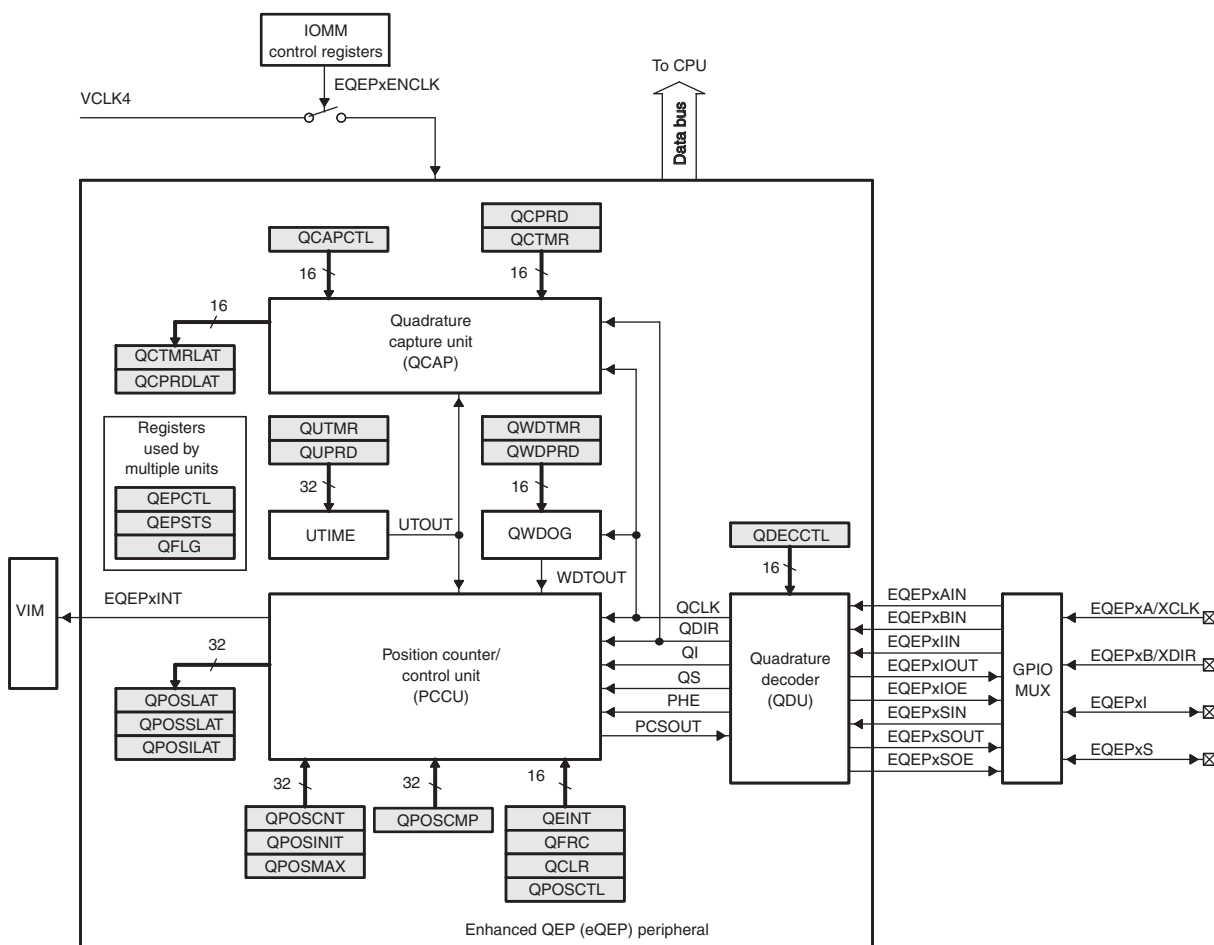 IOMM
control registers
EQEPxENCLK
VCLK4
To CPU
Data bus
QCAPCTL
16
QCPRD
QCTMR
16
16
QCTMRLAT
QCPRDLAT
Quadrature
capture unit
(QCAP)
Registers
used by
multiple units
QEPCTL
QEPSTS
QFLG
QUTMR
QUPRD
32
UTIME
UTOUT
QWDTMR
QWDPRD
16
QWDOG
WDTOUT
QDECCTL
16
VIM
EQEPxINT
32
QPOSLAT
QPOSSLAT
QPOSILAT
Position counter/
control unit
(PCCU)
QCLK
QDIR
QI
QS
PHE
PCSOUT
Quadrature
decoder
(QDU)
EQEPxAIN
EQEPxBIN
EQEPxIIN
EQEPxIOUT
EQEPxIOE
EQEPxSIN
EQEPxSOUT
EQEPxSOE
GPIO
MUX
EQEPxA/XCLK
EQEPxB/XDIR
EQEPxI
EQEPxS
32
QPOSCNT
QPOSINIT
QPOSMAX
32
QPOSCMP
16
QEINT
QFRC
QCLR
QPOSCTL
Enhanced QEP (eQEP) peripheral